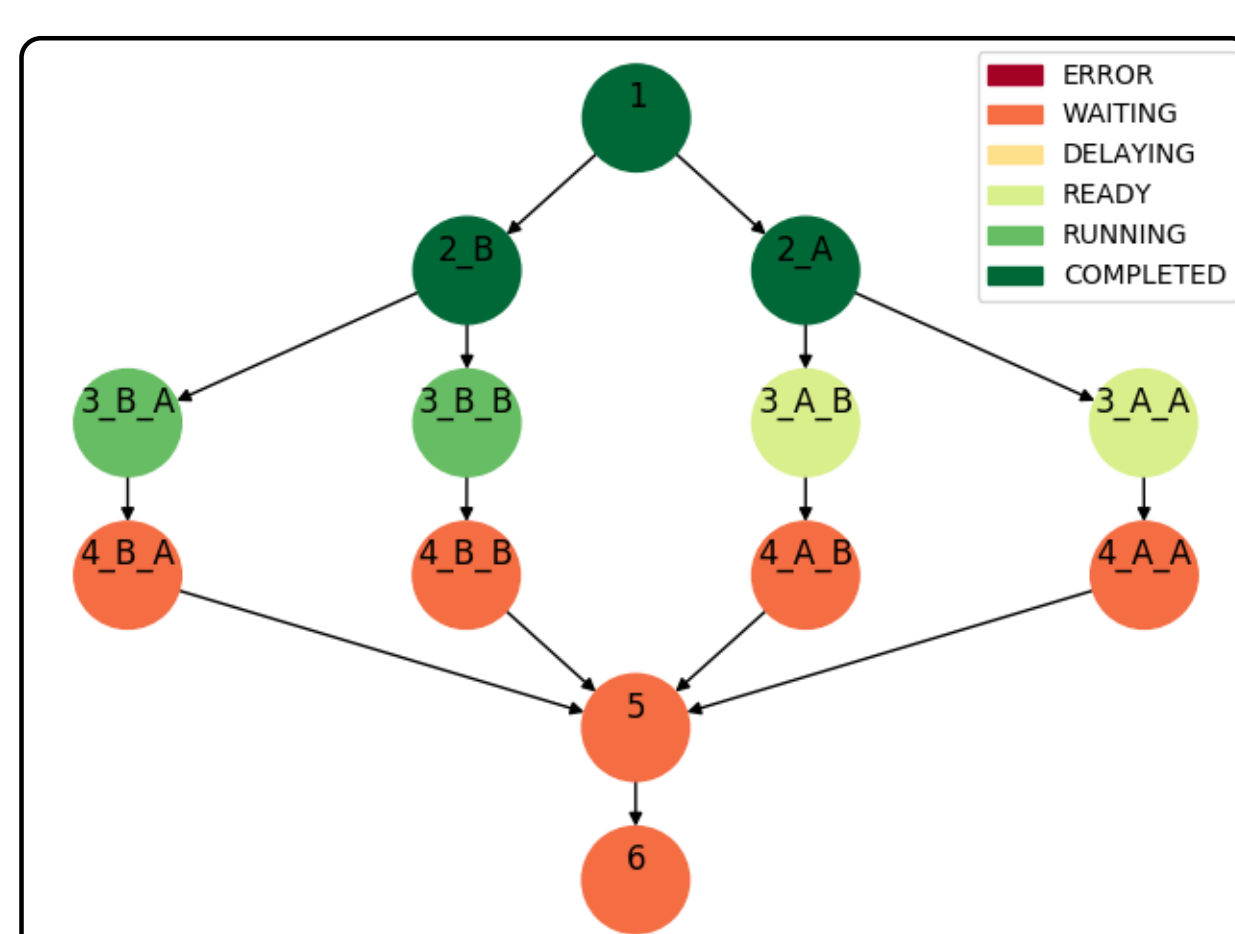 1
ERROR
WAITING
DELAYING
READY
RUNNING
COMPLETED
2_B
2_A
3_B_A
3_B_B
3_A_B
3_A_A
4_B_A
4_B_B
4_A_B
4_A_A
5
6